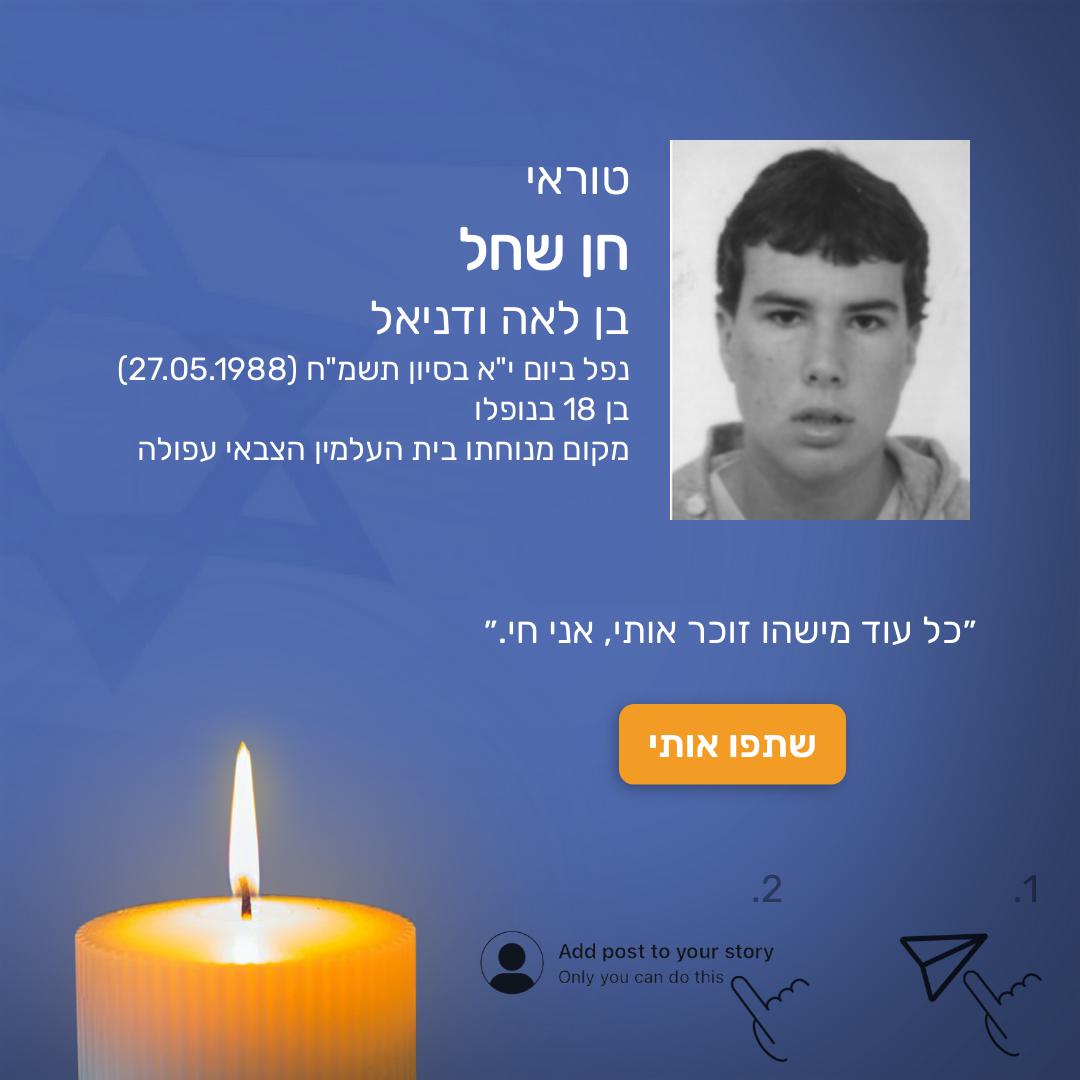 טוראי
חן שחל
בן לאה ודניאל
נפל ביום י"א בסיון תשמ"ח (27.05.1988)
בן 18 בנופלו
מקום מנוחתו בית העלמין הצבאי עפולה
״כל עוד מישהו זוכר אותי, אני חי.״
שתפו אותי
1.
2.
Add post to your story
Only you can do this